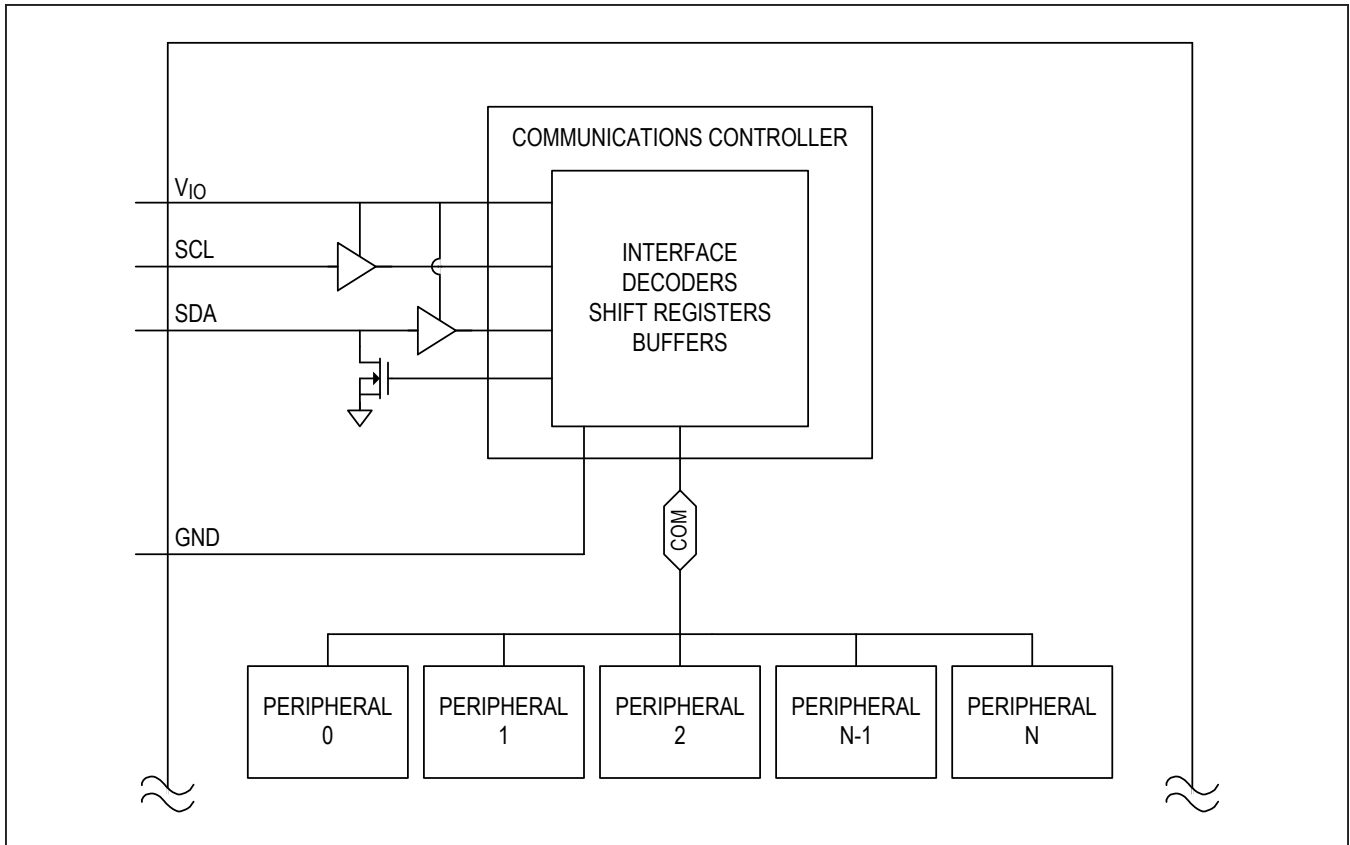 COMMUNICATIONS CONTROLLER
VIO
SCL
SDA
INTERFACE
DECODERS
SHIFT REGISTERS
BUFFERS
GND
COM
PERIPHERAL
0
PERIPHERAL
1
PERIPHERAL
2
PERIPHERAL
N-1
PERIPHERAL
N